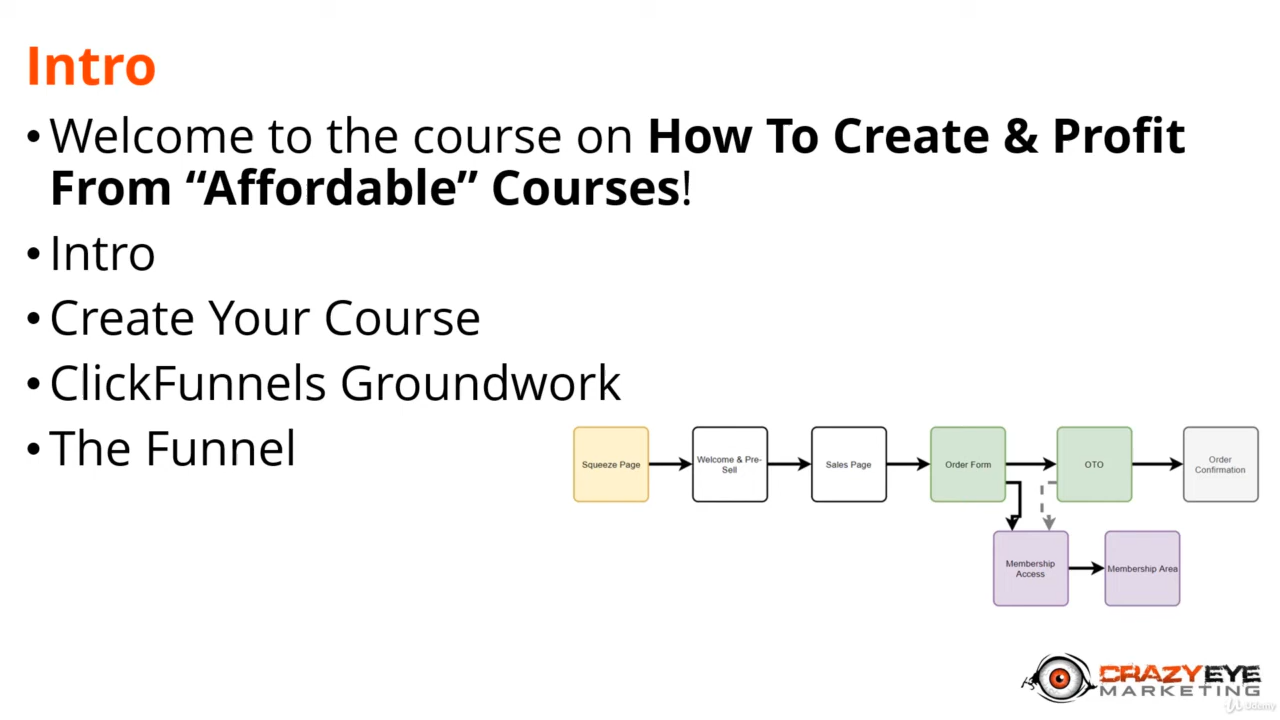 Intro
• Welcome to the course on How To Create & Profit
From “Affordable” Courses!
• Intro
• Create Your Course
• ClickFunnels Groundwork
• The Funnel
Squeeze Page
Welcome & Pre-
Sell
Sales Page
Order Form
OTO
Order
Confirmation
Membership
Access
Membership Area
CRAZYEYE
MARKETING
Udemy